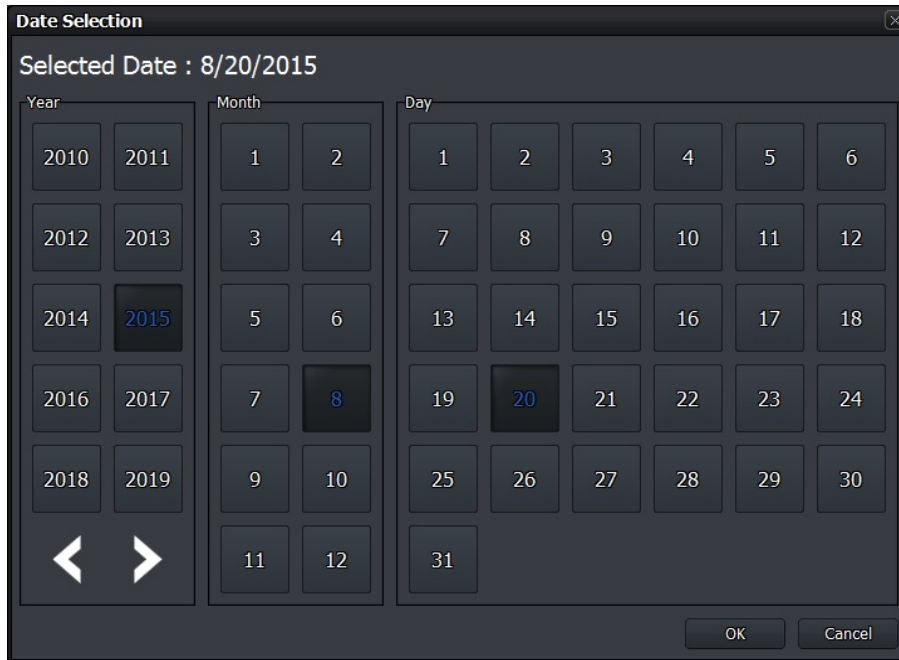 Date Selection
Selected Date : 8/20/2015
Year Month Day
2010 2011 1 2 1 2 3 4 5 6
2012 2013 3 4 7 8 9 10 11 12
2014 2015 5 6 13 14 15 16 17 18
2016 2017 7 8 19 20 21 22 23 24
2018 2019 9 10 25 26 27 28 29 30
11 12 31
OK Cancel